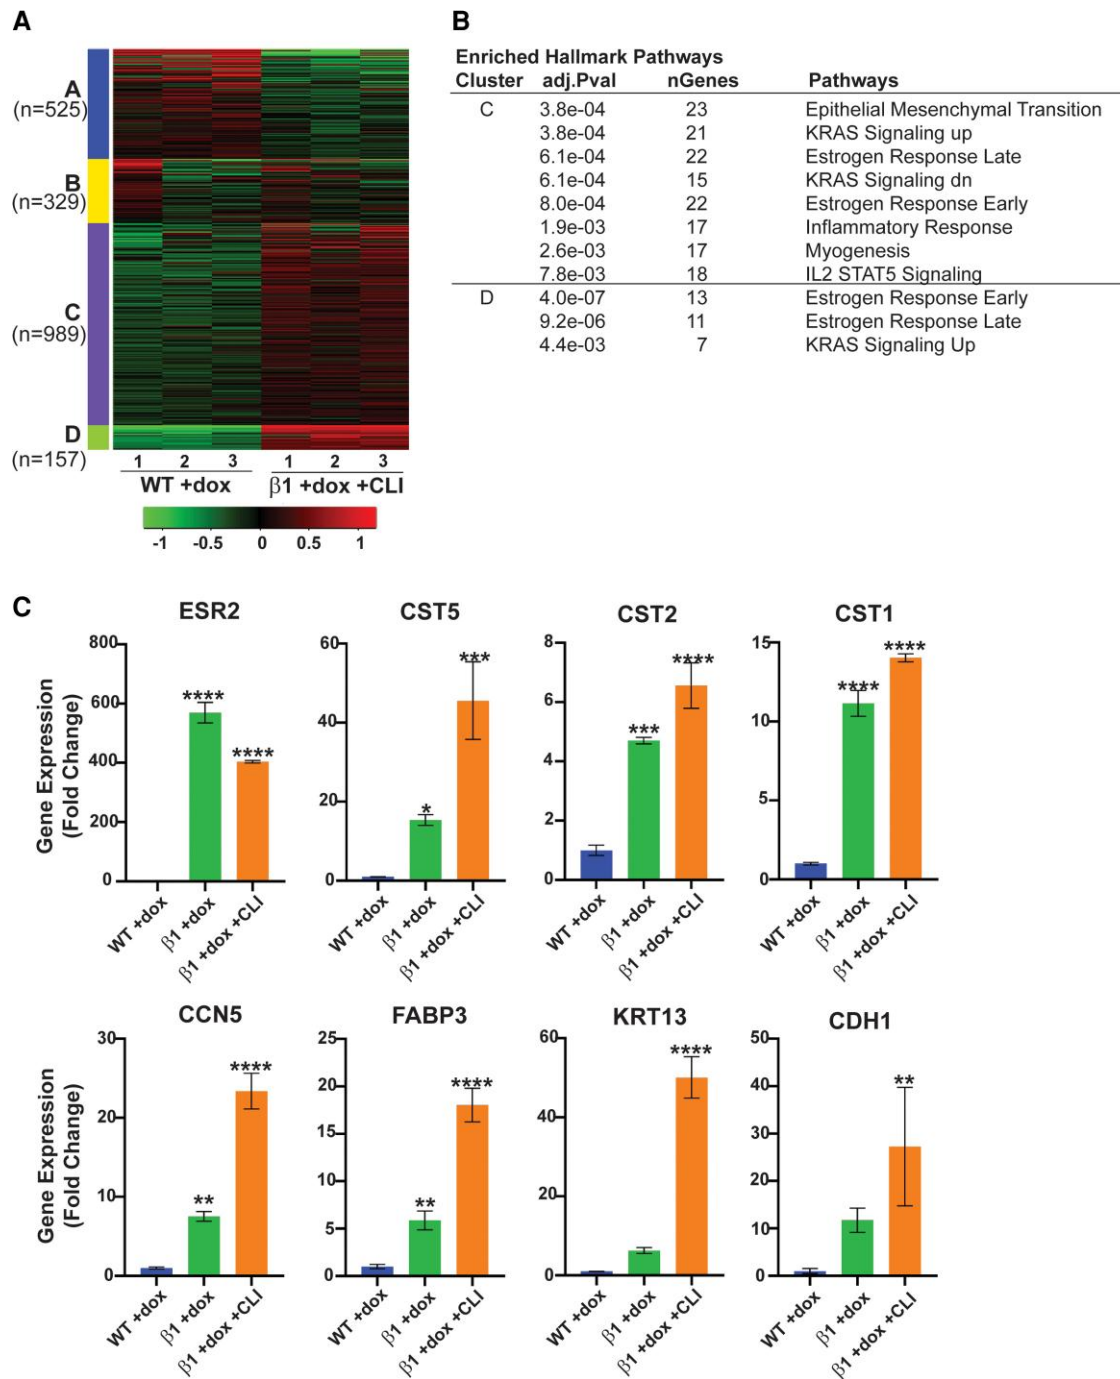 A
A
(n=525)
B
(n=329)
C
(n=989)
D
(n=157)
1 2 3 1 2 3
WT +dox β1 +dox +CLI
-1 -0.5 0 0.5 1
B
Enriched Hallmark Pathways
Cluster adj.Pval nGenes Pathways
C 3.8e-04 23 Epithelial Mesenchymal Transition
3.8e-04 21 KRAS Signaling up
6.1e-04 22 Estrogen Response Late
6.1e-04 15 KRAS Signaling dn
8.0e-04 22 Estrogen Response Early
1.9e-03 17 Inflammatory Response
2.6e-03 17 Myogenesis
7.8e-03 18 IL2 STAT5 Signaling
D 4.0e-07 13 Estrogen Response Early
9.2e-06 11 Estrogen Response Late
4.4e-03 7 KRAS Signaling Up
C
ESR2
Gene Expression
(Fold Change)
800
600
400
200
0
****
****
WT +dox
β1 +dox
β1 +dox +CLI
CST5
60
40
20
0
*
***
WT +dox
β1 +dox
β1 +dox +CLI
CST2
8
6
4
2
0
***
****
WT +dox
β1 +dox
β1 +dox +CLI
CST1
15
10
5
0
****
****
WT +dox
β1 +dox
β1 +dox +CLI
CCN5
Gene Expression
(Fold Change)
30
20
10
0
**
****
WT +dox
β1 +dox
β1 +dox +CLI
FABP3
25
20
15
10
5
0
**
****
WT +dox
β1 +dox
β1 +dox +CLI
KRT13
60
40
20
0
****
WT +dox
β1 +dox
β1 +dox +CLI
CDH1
50
40
30
20
10
0
**
WT +dox
β1 +dox
β1 +dox +CLI